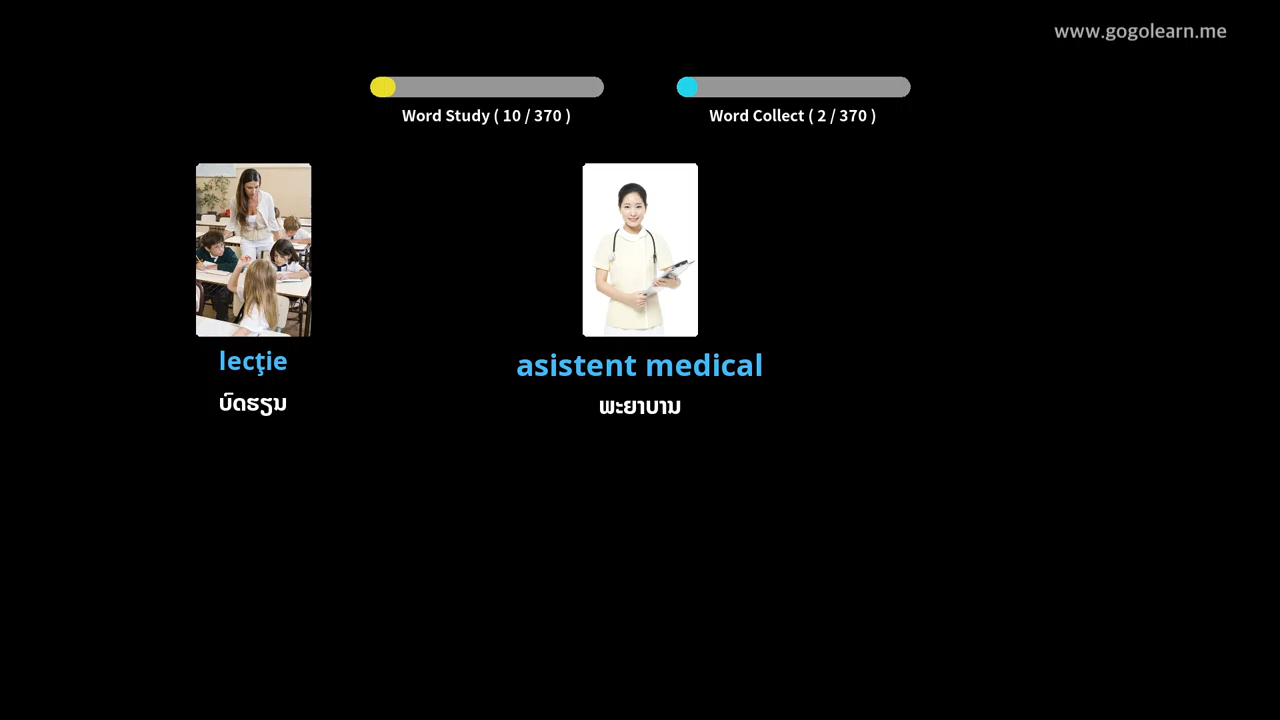 www.gogolearn.me
Word Study ( 10 / 370 )
Word Collect ( 2 / 370 )
lecţie
ບົດຮຽນ
asistent medical
ພະຍາບານ